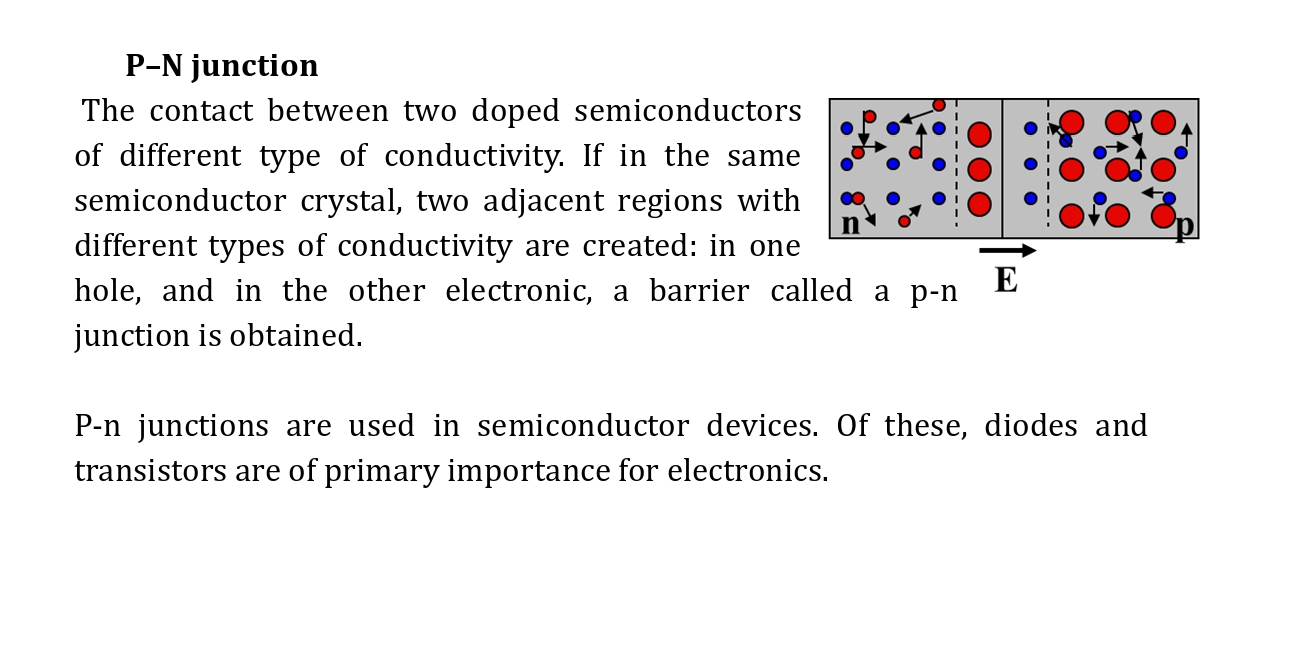 P–N junction
The contact between two doped semiconductors
of different type of conductivity. If in the same
semiconductor crystal, two adjacent regions with
different types of conductivity are created: in one
hole, and in the other electronic, a barrier called a p-n
junction is obtained.
n
p
E
P-n junctions are used in semiconductor devices. Of these, diodes and
transistors are of primary importance for electronics.